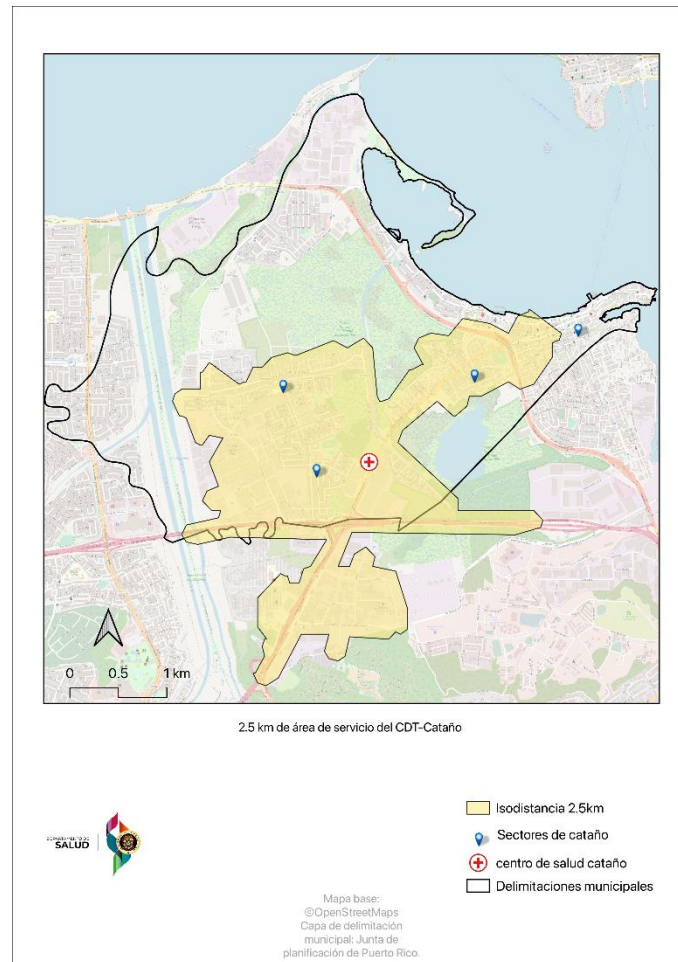 0 0.5 1 km
2.5 km de área de servicio del CDT-Cataño
DEPARTAMENTO DE
SALUD
Isodistancia 2.5km
Sectores de cataño
centro de salud cataño
Delimitaciones municipales
Mapa base:
©OpenStreetMaps
Capa de delimitación
municipal: Junta de
planificación de Puerto Rico.